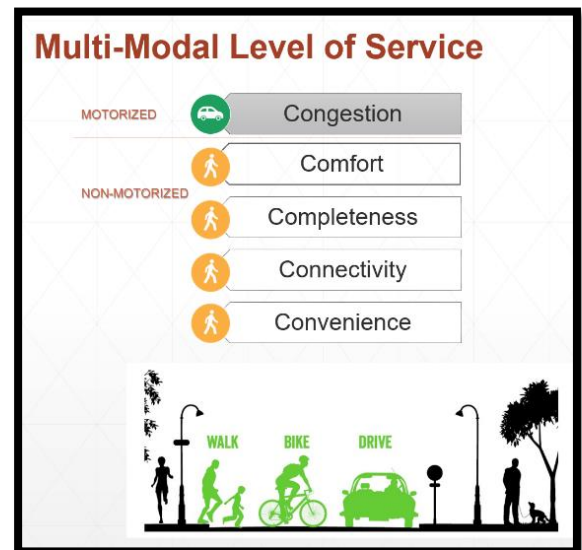 Multi-Modal Level of Service
MOTORIZED
Congestion
NON-MOTORIZED
Comfort
Completeness
Connectivity
Convenience
WALK
BIKE
DRIVE